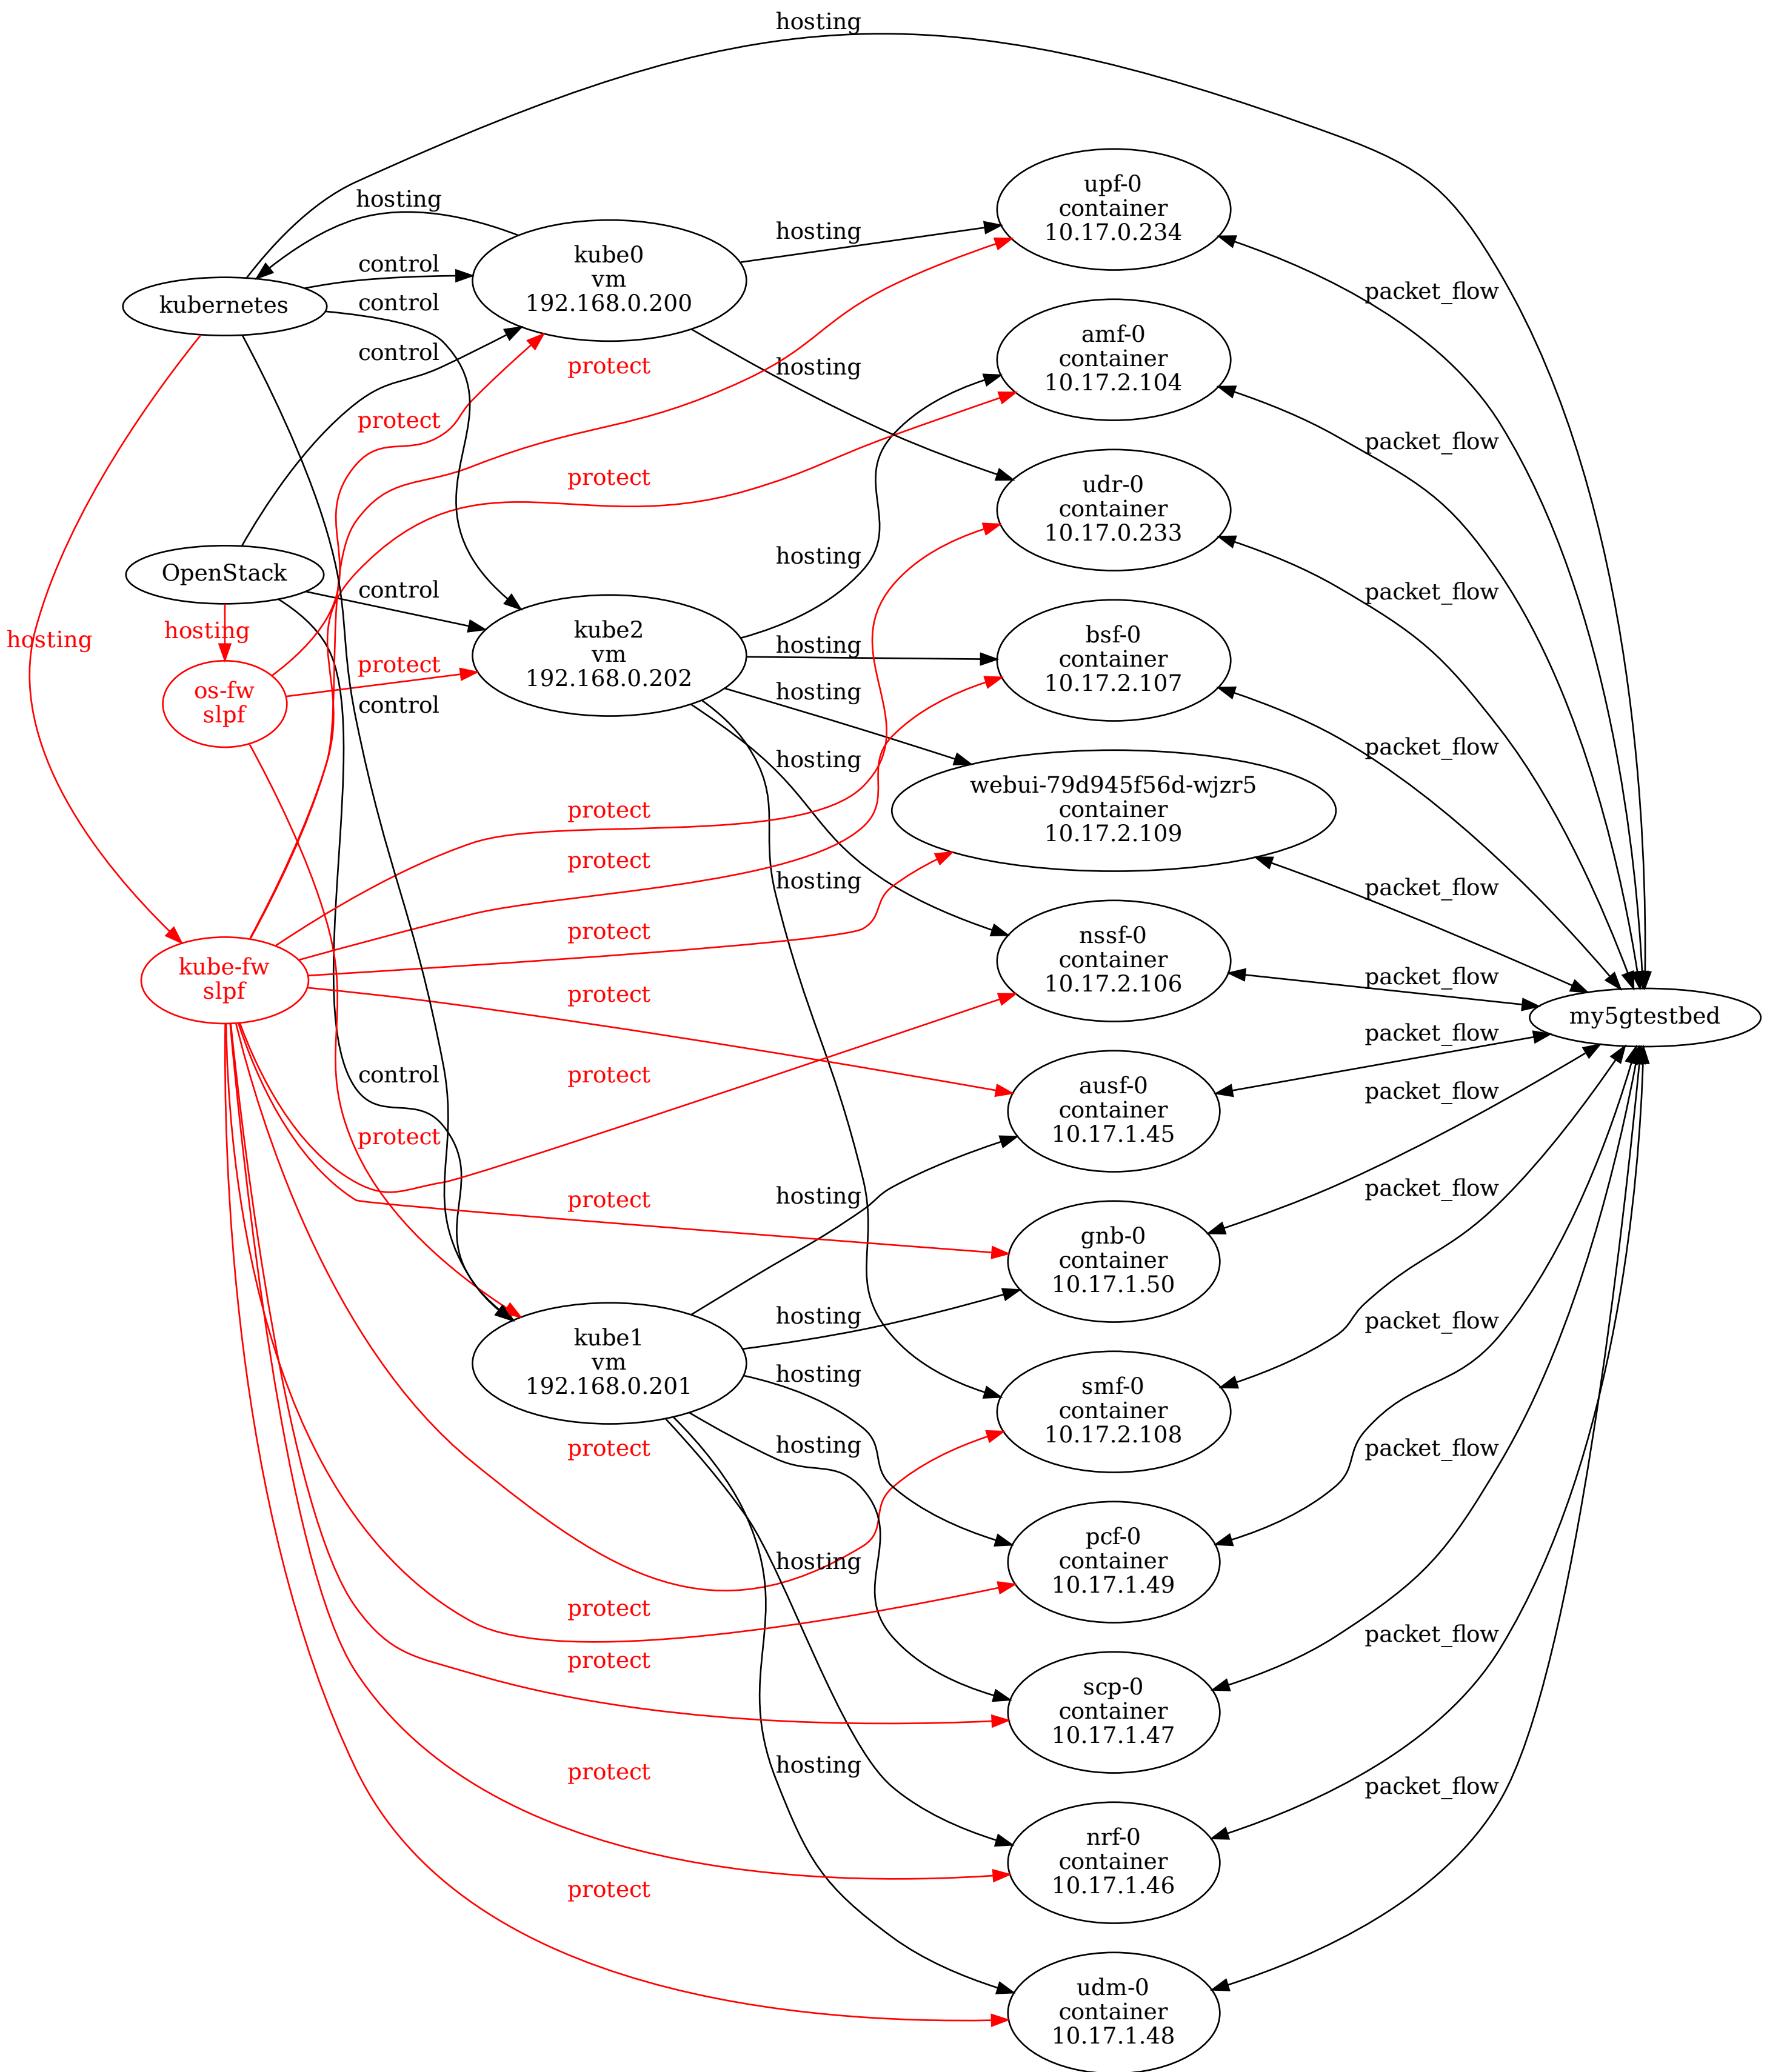 hosting
hosting
kubernetes
control
control
control
kube0
vm
192.168.0.200
hosting
upf-0
container
10.17.0.234
packet_flow
protect
hosting
amf-0
container
10.17.2.104
packet_flow
protect
protect
udr-0
container
10.17.0.233
packet_flow
OpenStack
hosting
hosting
control
protect
control
os-fw
slpf
kube2
vm
192.168.0.202
hosting
hosting
hosting
hosting
bsf-0
container
10.17.2.107
packet_flow
webui-79d945f56d-wjzr5
container
10.17.2.109
packet_flow
protect
protect
hosting
protect
kube-fw
slpf
protect
nssf-0
container
10.17.2.106
packet_flow
my5gtestbed
packet_flow
control
protect
protect
ausf-0
container
10.17.1.45
packet_flow
protect
hosting
gnb-0
container
10.17.1.50
packet_flow
kube1
vm
192.168.0.201
hosting
hosting
hosting
smf-0
container
10.17.2.108
packet_flow
protect
hosting
pcf-0
container
10.17.1.49
packet_flow
protect
protect
scp-0
container
10.17.1.47
packet_flow
protect
hosting
nrf-0
container
10.17.1.46
packet_flow
protect
udm-0
container
10.17.1.48